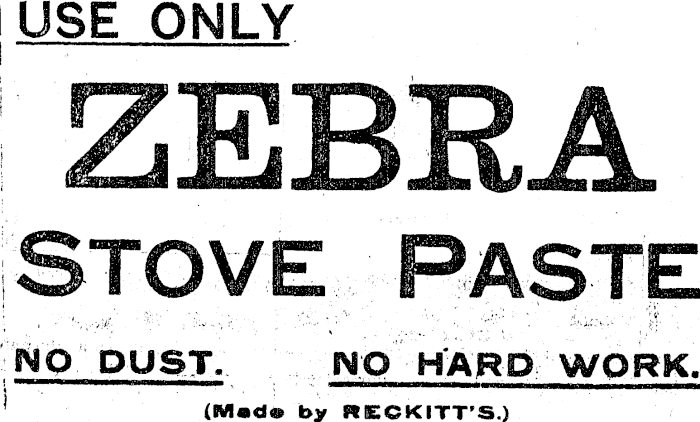 USE ONLY
ZEBRA
STOVE PASTE
NO DUST. NO HARD WORK.
(Made by RECKITT'S.)